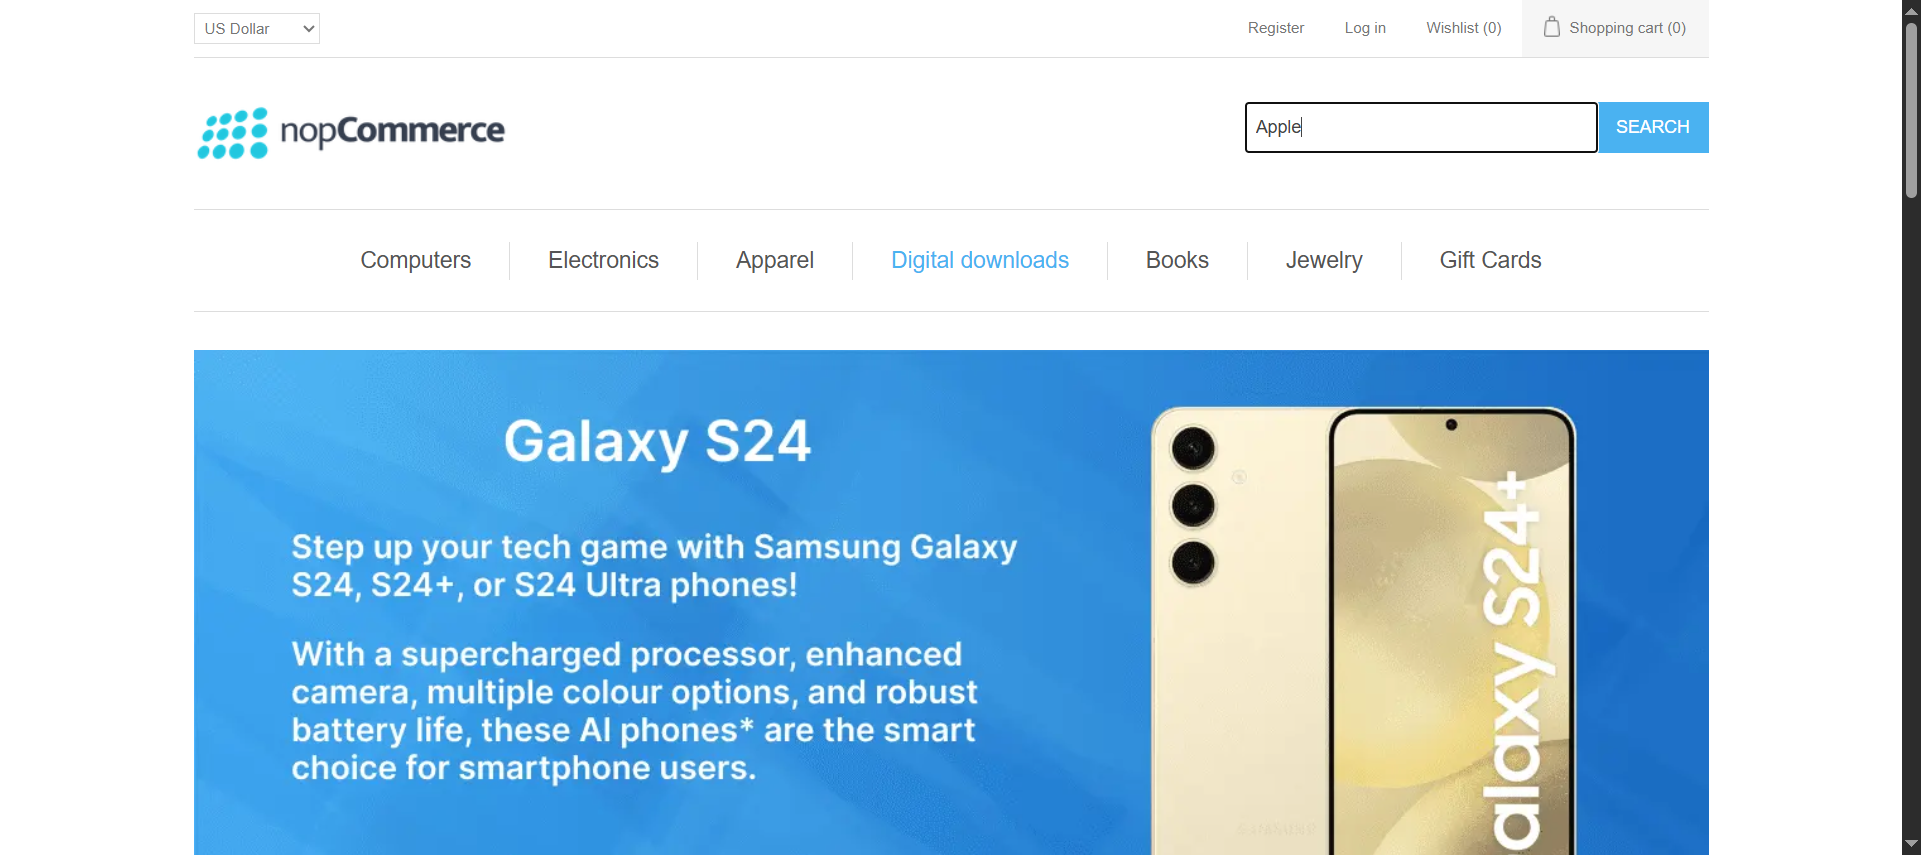 US Dollar
Register
Log in
Wishlist (0)
Shopping cart (0)
nopCommerce
Apple
SEARCH
Computers
Electronics
Apparel
Digital downloads
Books
Jewelry
Gift Cards
Galaxy S24
Step up your tech game with Samsung Galaxy
S24, S24+, or S24 Ultra phones!
With a supercharged processor, enhanced
camera, multiple colour options, and robust
battery life, these AI phones* are the smart
choice for smartphone users.
SAMSUNG
alaxy S24+